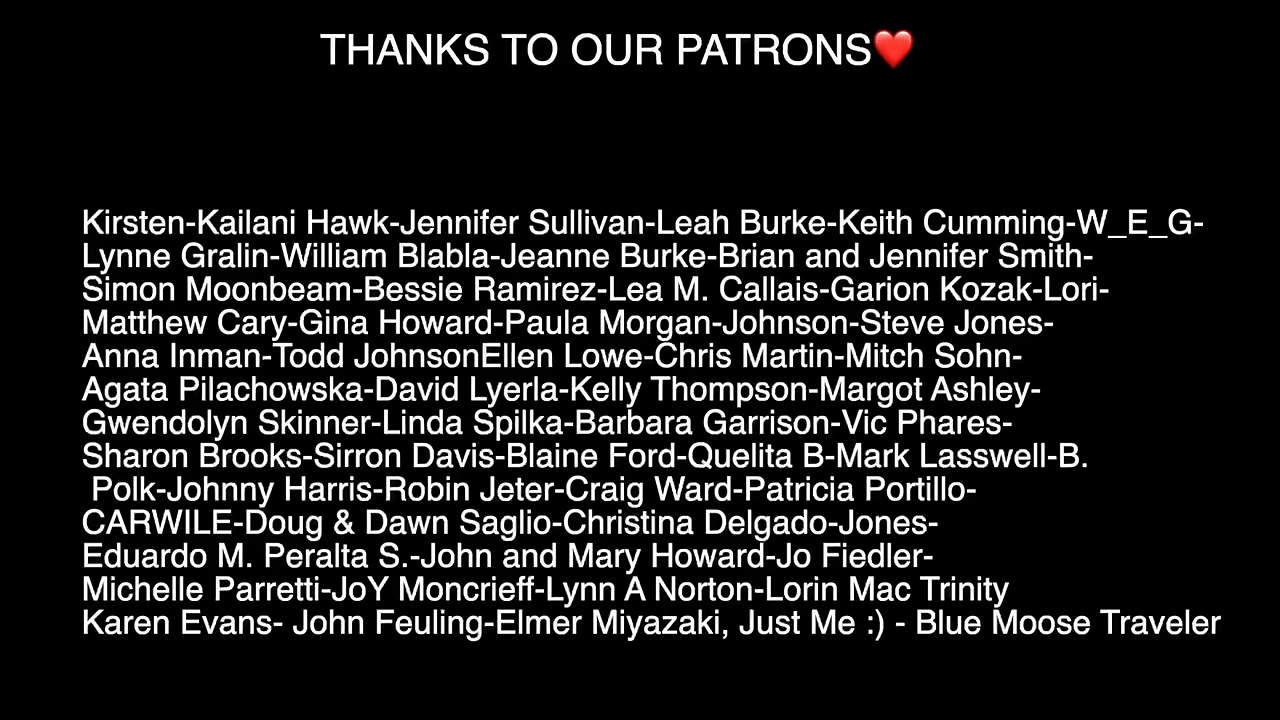 THANKS TO OUR PATRONS❤️
Kirsten-Kailani Hawk-Jennifer Sullivan-Leah Burke-Keith Cumming-W_E_G-
Lynne Gralin-William Blabla-Jeanne Burke-Brian and Jennifer Smith-
Simon Moonbeam-Bessie Ramirez-Lea M. Callais-Garion Kozak-Lori-
Matthew Cary-Gina Howard-Paula Morgan-Johnson-Steve Jones-
Anna Inman-Todd JohnsonEllen Lowe-Chris Martin-Mitch Sohn-
Agata Pilachowska-David Lyerla-Kelly Thompson-Margot Ashley-
Gwendolyn Skinner-Linda Spilka-Barbara Garrison-Vic Phares-
Sharon Brooks-Sirron Davis-Blaine Ford-Quelita B-Mark Lasswell-B.
Polk-Johnny Harris-Robin Jeter-Craig Ward-Patricia Portillo-
CARWILE-Doug & Dawn Saglio-Christina Delgado-Jones-
Eduardo M. Peralta S.-John and Mary Howard-Jo Fiedler-
Michelle Parretti-JoY Moncrieff-Lynn A Norton-Lorin Mac Trinity
Karen Evans- John Feuling-Elmer Miyazaki, Just Me :) - Blue Moose Traveler